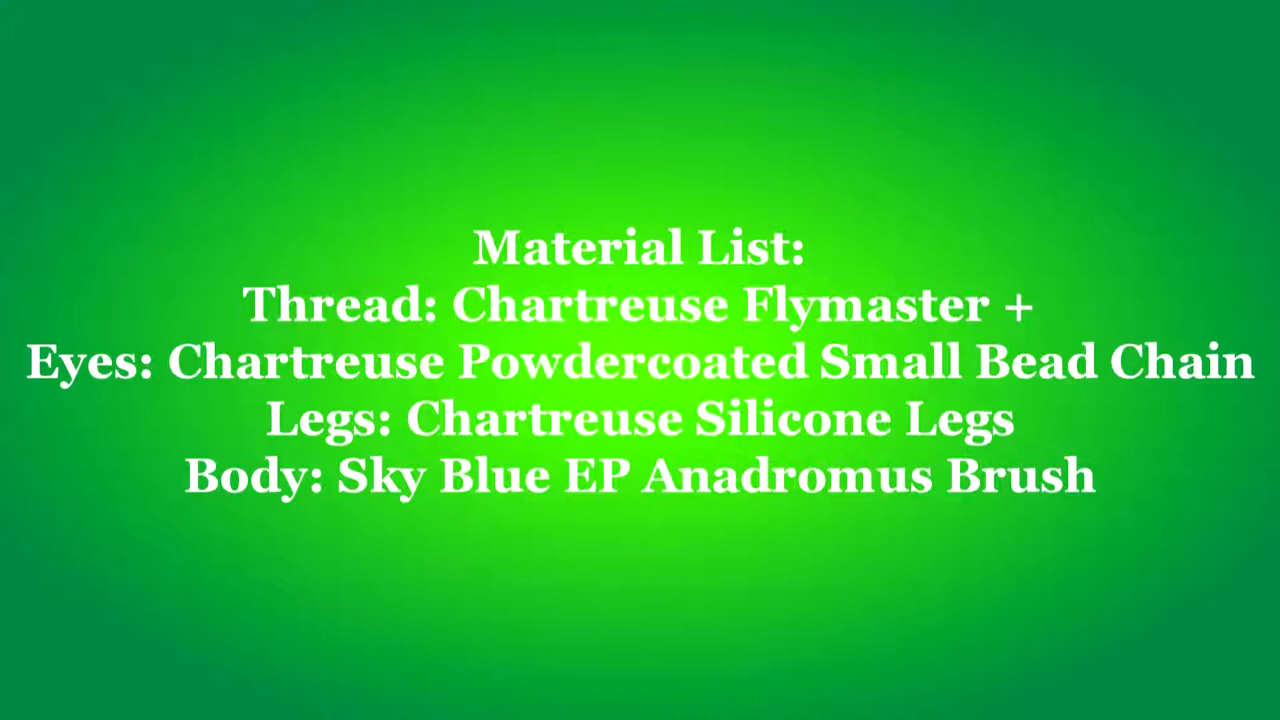 Material List:
Thread: Chartreuse Flymaster +
Eyes: Chartreuse Powdercoated Small Bead Chain
Legs: Chartreuse Silicone Legs
Body: Sky Blue EP Anadromus Brush